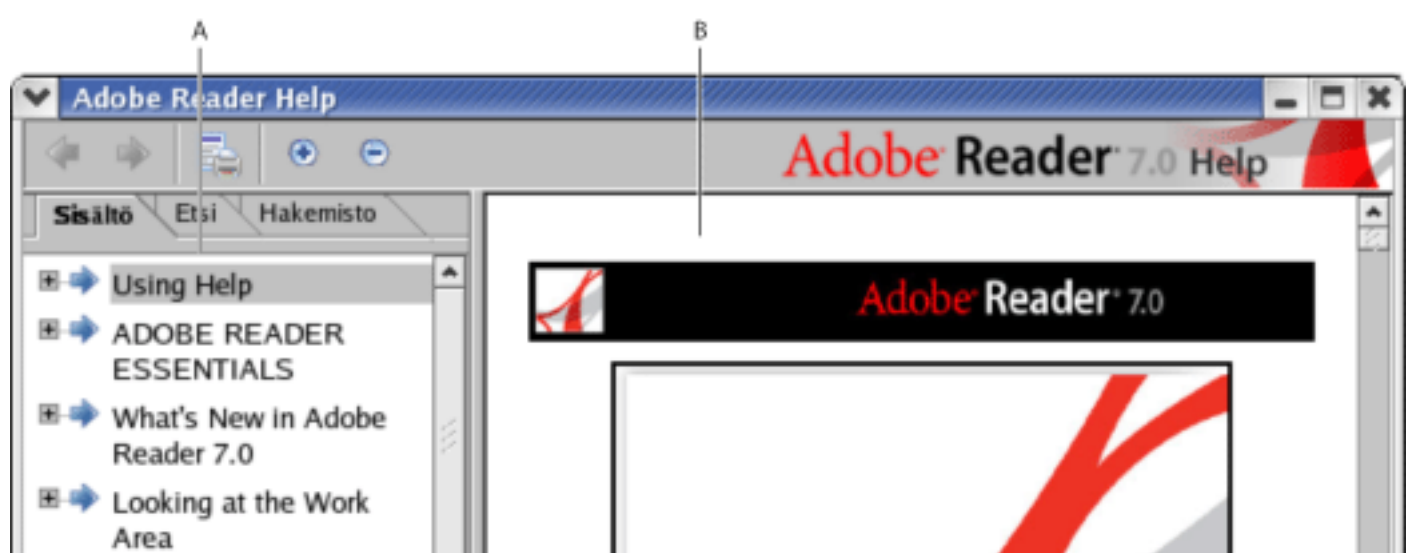 A B
Adobe Reader Help
Adobe Reader 7.0 Help
Sisältö Etsi Hakemisto
Using Help
ADOBE READER
ESSENTIALS
What's New in Adobe
Reader 7.0
Looking at the Work
Area
Adobe Reader 7.0